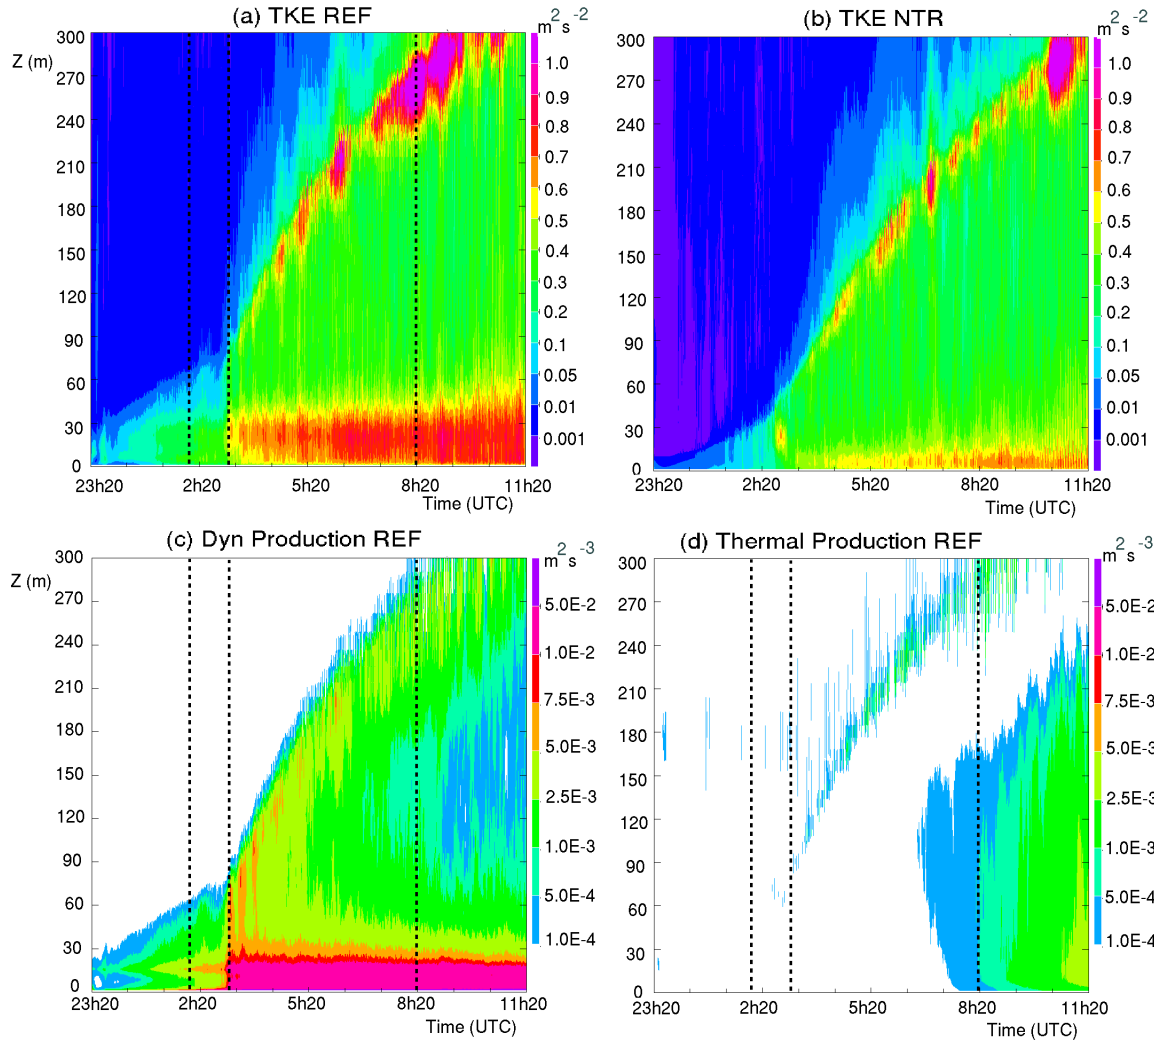 (a) TKE REF
m² s⁻²
Z (m)
300
270
240
210
180
150
120
90
60
30
0
23h20 2h20 5h20 8h20 11h20
Time (UTC)
1.0
0.9
0.8
0.7
0.6
0.5
0.4
0.3
0.2
0.1
0.05
0.01
0.001
(b) TKE NTR
m² s⁻²
300
270
240
210
180
150
120
90
60
30
0
23h20 2h20 5h20 8h20 11h20
Time (UTC)
1.0
0.9
0.8
0.7
0.6
0.5
0.4
0.3
0.2
0.1
0.05
0.01
0.001
(c) Dyn Production REF
m² s⁻³
Z (m)
300
270
240
210
180
150
120
90
60
30
0
23h20 2h20 5h20 8h20 11h20
Time (UTC)
5.0E-2
1.0E-2
7.5E-3
5.0E-3
2.5E-3
1.0E-3
5.0E-4
1.0E-4
(d) Thermal Production REF
m² s⁻³
300
270
240
210
180
150
120
90
60
30
0
23h20 2h20 5h20 8h20 11h20
Time (UTC)
5.0E-2
1.0E-2
7.5E-3
5.0E-3
2.5E-3
1.0E-3
5.0E-4
1.0E-4